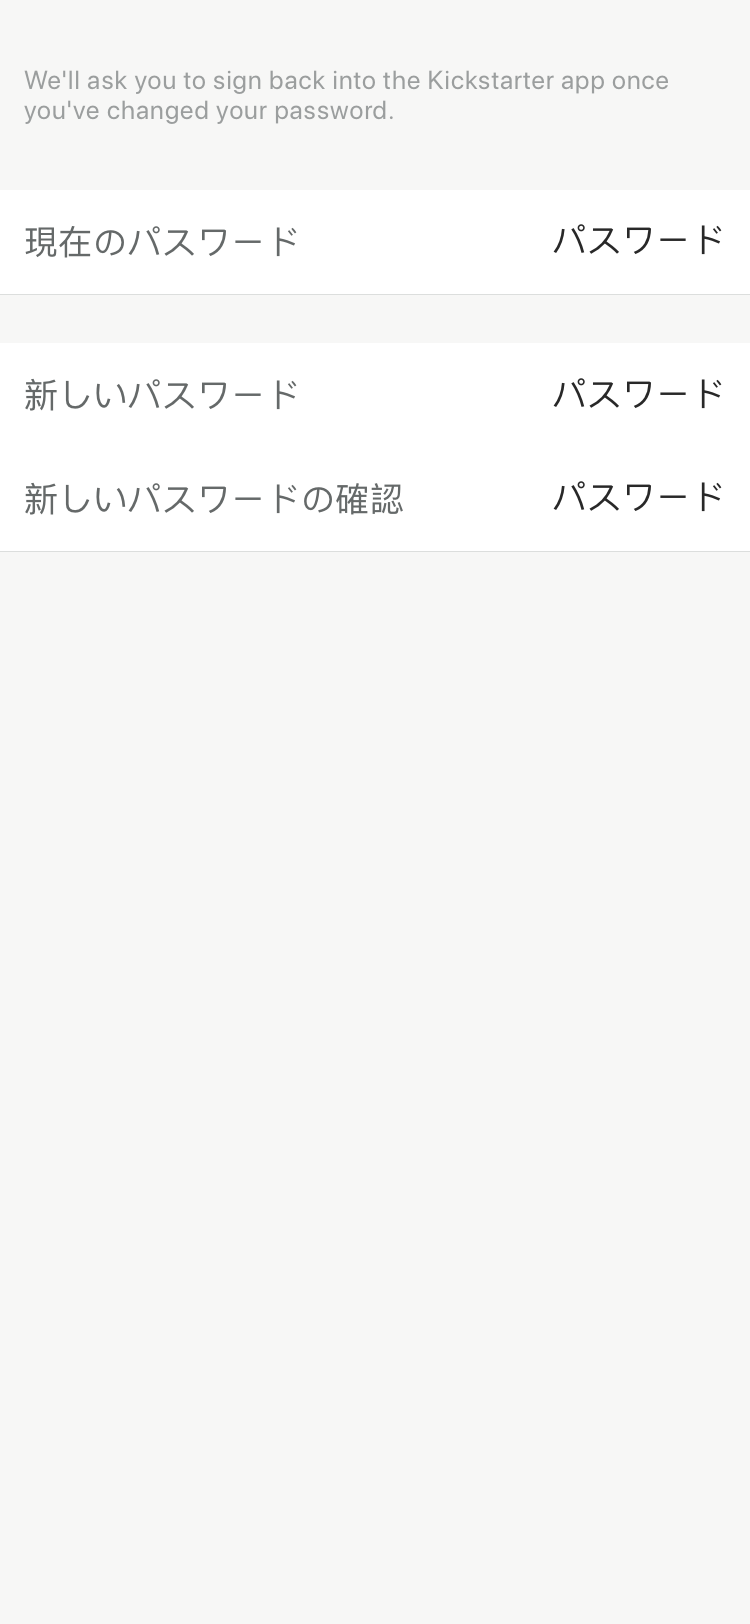 We'll ask you to sign back into the Kickstarter app once
you've changed your password.
現在のパスワード パスワード
新しいパスワード パスワード
新しいパスワードの確認 パスワード